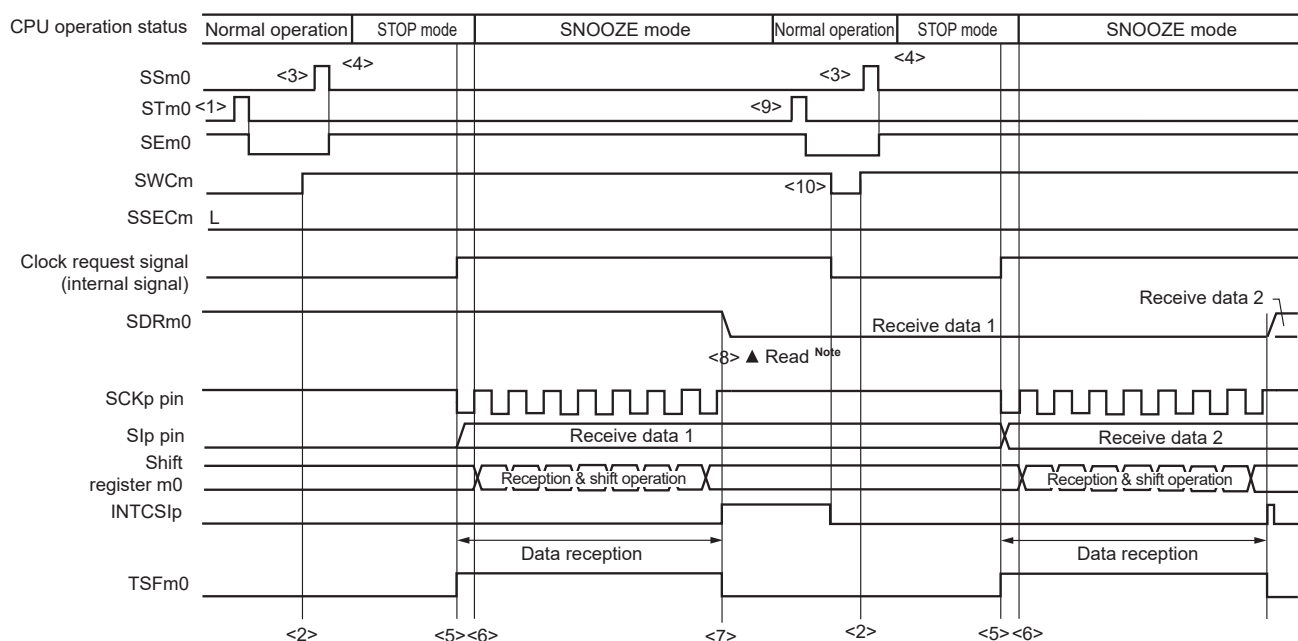 CPU operation status Normal operation STOP mode SNOOZE mode Normal operation STOP mode SNOOZE mode
SSm0 <3> <4> <3> <4>
STm0 <1> <9>
SEm0
SWCm <10>
SSECm L
Clock request signal
(internal signal)
Receive data 2
SDRm0 Receive data 1
<8> ▲ Read Note
SCKp pin
SIp pin Receive data 1 Receive data 2
Shift
register m0 Reception & shift operation Reception & shift operation
INTCSIp
Data reception Data reception
TSFm0
<2> <5> <6> <7> <2> <5> <6>